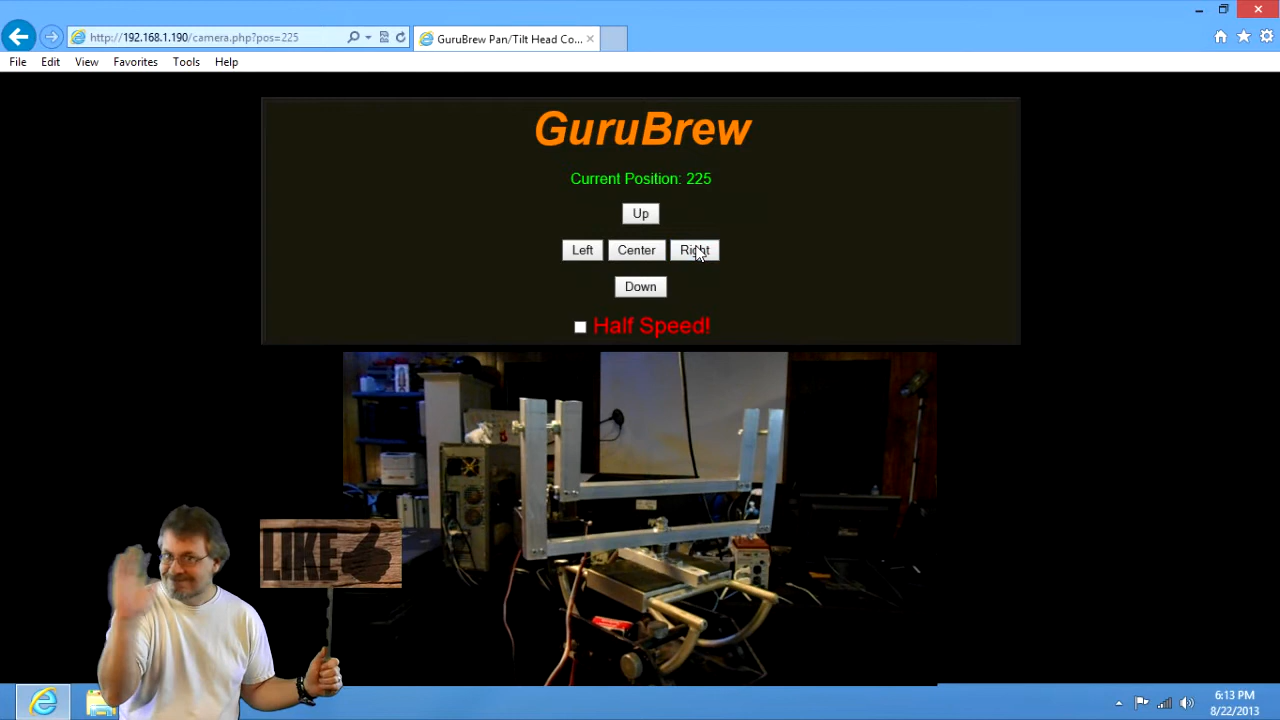 http://192.168.1.190/camera.php?pos=225
GuruBrew Pan/Tilt Head Co...
File Edit View Favorites Tools Help
GuruBrew
Current Position: 225
Up
Left Center Right
Down
Half Speed!
LIKE
6:13 PM
8/22/2013